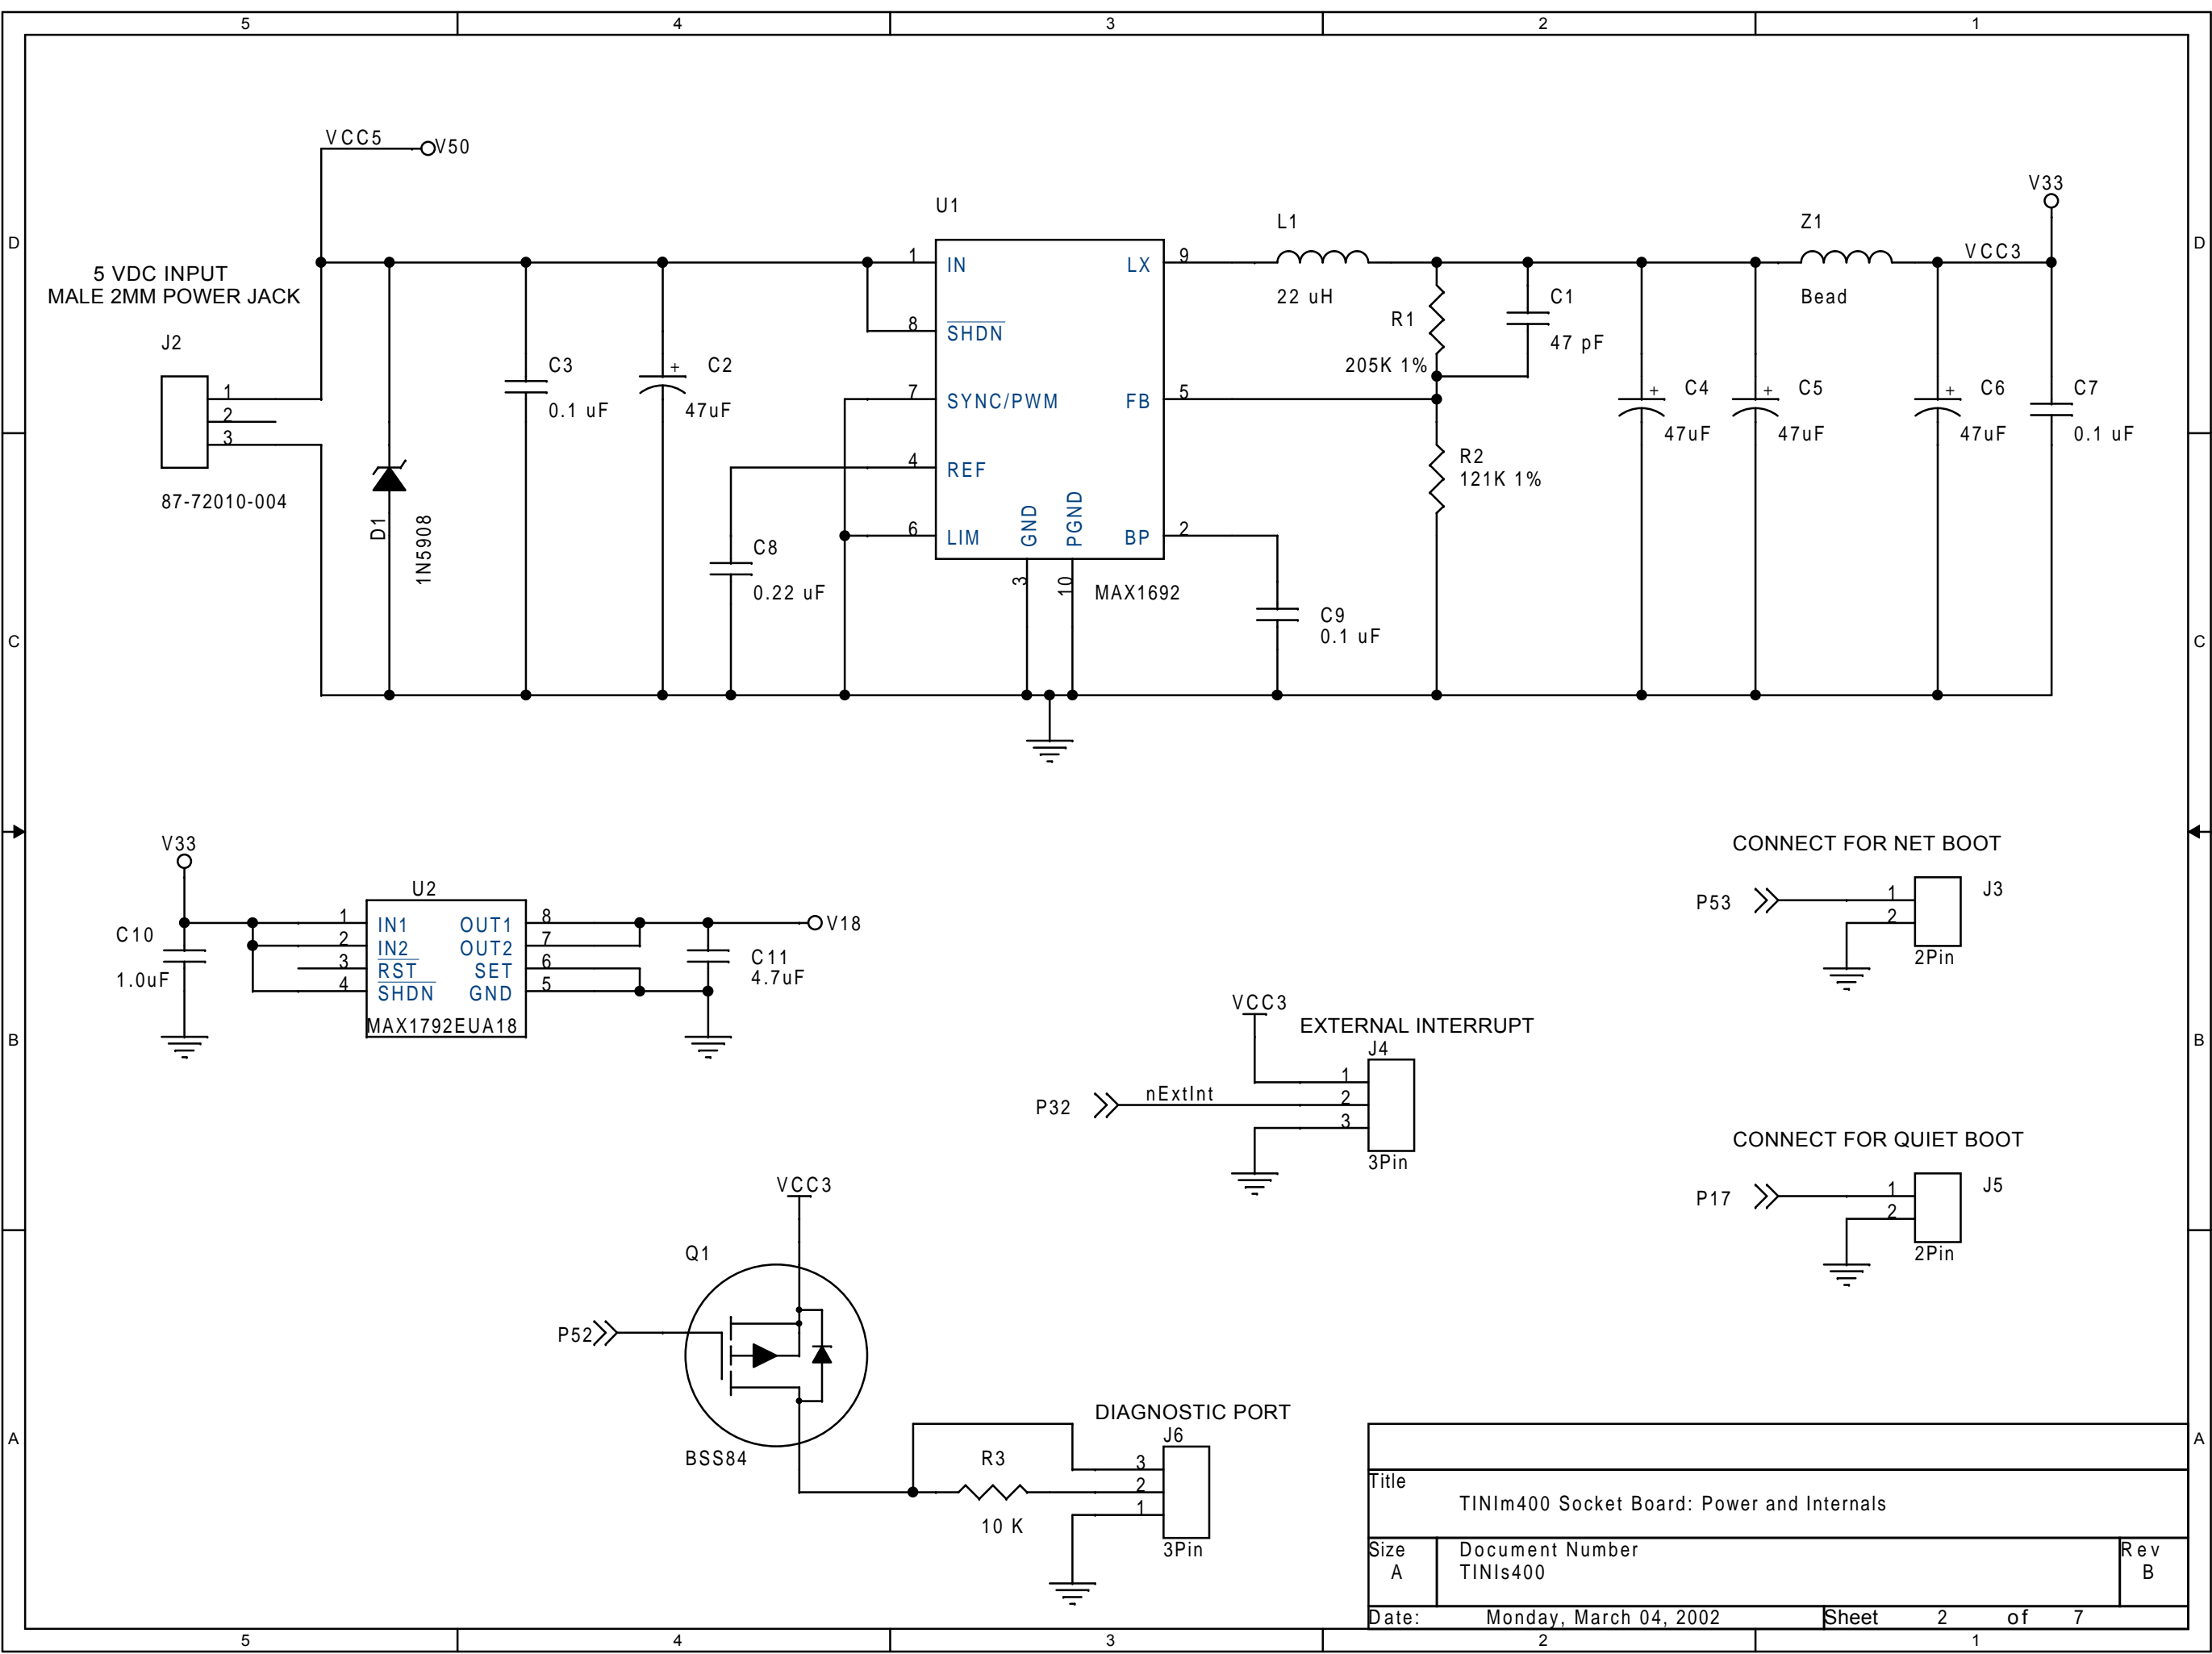 5 4 3 2 1
D
C
B
A
D
C
B
A
VCC5
V50
5 VDC INPUT
MALE 2MM POWER JACK
J2
1
2
3
87-72010-004
D1
1N5908
C3
0.1 uF
C2
47uF
C8
0.22 uF
U1
1 IN
8 SHDN
7 SYNC/PWM
4 REF
6 LIM
GND
3
PGND
10
LX 9
FB 5
BP 2
MAX1692
L1
22 uH
R1
205K 1%
C1
47 pF
R2
121K 1%
C9
0.1 uF
C4
47uF
C5
47uF
Z1
Bead
VCC3
V33
C6
47uF
C7
0.1 uF
+
+
+
+
V33
C10
1.0uF
U2
1 IN1 OUT1 8
2 IN2 OUT2 7
3 RST SET 6
4 SHDN GND 5
MAX1792EUA18
V18
C11
4.7uF
CONNECT FOR NET BOOT
P53
1
2
J3
2Pin
VCC3
EXTERNAL INTERRUPT
J4
P32
nExtInt
1
2
3
3Pin
CONNECT FOR QUIET BOOT
P17
1
2
J5
2Pin
VCC3
Q1
P52
BSS84
DIAGNOSTIC PORT
J6
R3
10 K
3
2
1
3Pin
Title
TINIm400 Socket Board: Power and Internals
Size
A
Document Number
TINIs400
Rev
B
Date: Monday, March 04, 2002 Sheet 2 of 7
5 4 3 2 1